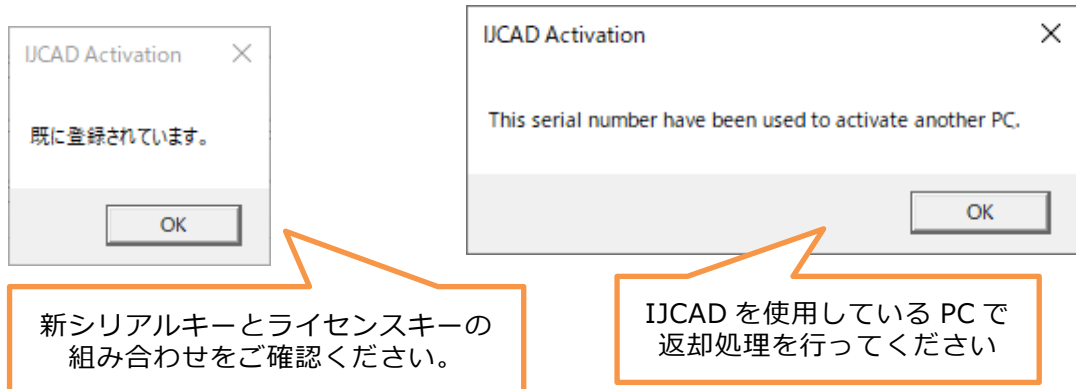 IJCAD Activation
既に登録されています。
OK
新シリアルキーとライセンスキーの
組み合わせをご確認ください。
IJCAD Activation
This serial number have been used to activate another PC.
OK
IJCAD を使用している PC で
返却処理を行ってください